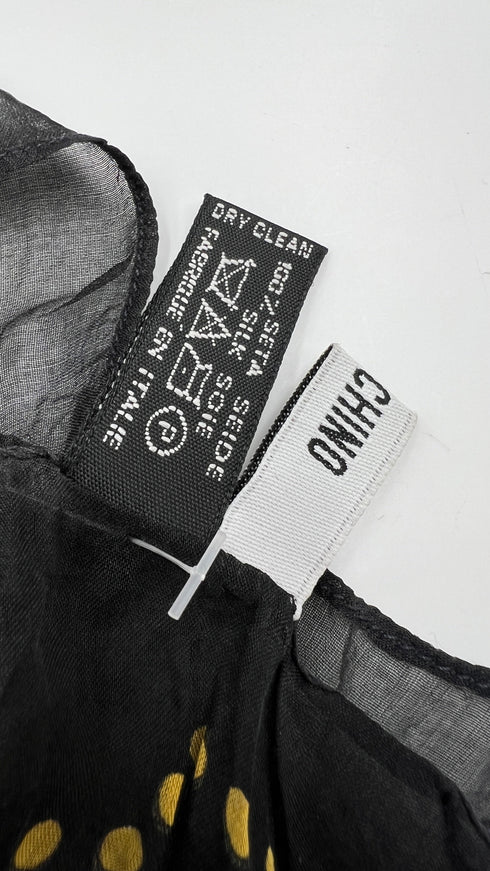 DRY CLEAN
100% SETA SEIDE
SILK SOIE
P
FABRIQUE EN ITALIE
CHINO